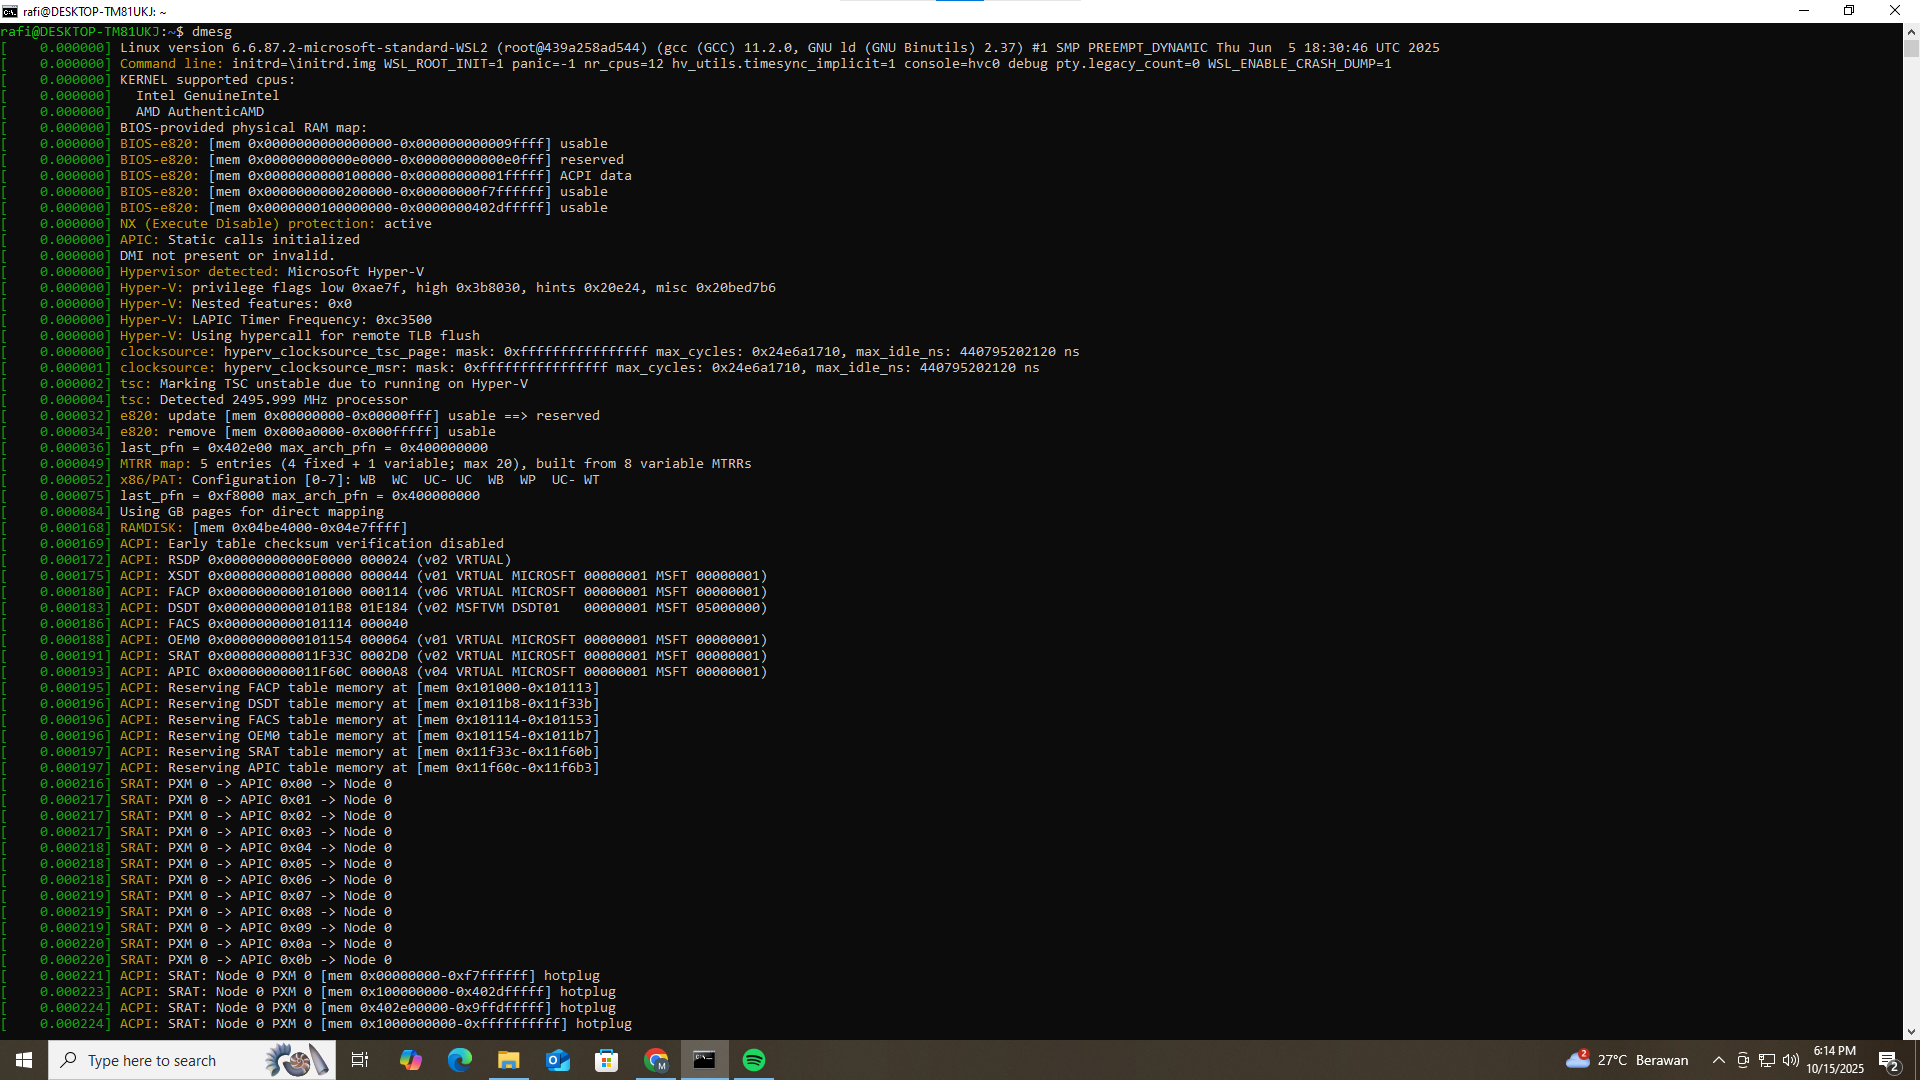 rafi@DESKTOP-TM81UKJ: ~
rafi@DESKTOP-TM81UKJ:~$ dmesg
[    0.000000] Linux version 6.6.87.2-microsoft-standard-WSL2 (root@439a258ad544) (gcc (GCC) 11.2.0, GNU ld (GNU Binutils) 2.37) #1 SMP PREEMPT_DYNAMIC Thu Jun  5 18:30:46 UTC 2025
[    0.000000] Command line: initrd=\initrd.img WSL_ROOT_INIT=1 panic=-1 nr_cpus=12 hv_utils.timesync_implicit=1 console=hvc0 debug pty.legacy_count=0 WSL_ENABLE_CRASH_DUMP=1
[    0.000000] KERNEL supported cpus:
[    0.000000]   Intel GenuineIntel
[    0.000000]   AMD AuthenticAMD
[    0.000000] BIOS-provided physical RAM map:
[    0.000000] BIOS-e820: [mem 0x0000000000000000-0x000000000009ffff] usable
[    0.000000] BIOS-e820: [mem 0x00000000000e0000-0x00000000000e0fff] reserved
[    0.000000] BIOS-e820: [mem 0x0000000000100000-0x00000000001fffff] ACPI data
[    0.000000] BIOS-e820: [mem 0x0000000000200000-0x00000000f7ffffff] usable
[    0.000000] BIOS-e820: [mem 0x0000000100000000-0x0000000402dfffff] usable
[    0.000000] NX (Execute Disable) protection: active
[    0.000000] APIC: Static calls initialized
[    0.000000] DMI not present or invalid.
[    0.000000] Hypervisor detected: Microsoft Hyper-V
[    0.000000] Hyper-V: privilege flags low 0xae7f, high 0x3b8030, hints 0x20e24, misc 0x20bed7b6
[    0.000000] Hyper-V: Nested features: 0x0
[    0.000000] Hyper-V: LAPIC Timer Frequency: 0xc3500
[    0.000000] Hyper-V: Using hypercall for remote TLB flush
[    0.000000] clocksource: hyperv_clocksource_tsc_page: mask: 0xffffffffffffffff max_cycles: 0x24e6a1710, max_idle_ns: 440795202120 ns
[    0.000001] clocksource: hyperv_clocksource_msr: mask: 0xffffffffffffffff max_cycles: 0x24e6a1710, max_idle_ns: 440795202120 ns
[    0.000002] tsc: Marking TSC unstable due to running on Hyper-V
[    0.000004] tsc: Detected 2495.999 MHz processor
[    0.000032] e820: update [mem 0x00000000-0x00000fff] usable ==> reserved
[    0.000034] e820: remove [mem 0x000a0000-0x000fffff] usable
[    0.000036] last_pfn = 0x402e00 max_arch_pfn = 0x400000000
[    0.000049] MTRR map: 5 entries (4 fixed + 1 variable; max 20), built from 8 variable MTRRs
[    0.000052] x86/PAT: Configuration [0-7]: WB  WC  UC- UC  WB  WP  UC- WT
[    0.000075] last_pfn = 0xf8000 max_arch_pfn = 0x400000000
[    0.000084] Using GB pages for direct mapping
[    0.000168] RAMDISK: [mem 0x04be4000-0x04e7ffff]
[    0.000169] ACPI: Early table checksum verification disabled
[    0.000172] ACPI: RSDP 0x00000000000E0000 000024 (v02 VRTUAL)
[    0.000175] ACPI: XSDT 0x0000000000100000 000044 (v01 VRTUAL MICROSFT 00000001 MSFT 00000001)
[    0.000180] ACPI: FACP 0x0000000000101000 000114 (v06 VRTUAL MICROSFT 00000001 MSFT 00000001)
[    0.000183] ACPI: DSDT 0x00000000001011B8 01E184 (v02 MSFTVM DSDT01   00000001 MSFT 05000000)
[    0.000186] ACPI: FACS 0x0000000000101114 000040
[    0.000188] ACPI: OEM0 0x0000000000101154 000064 (v01 VRTUAL MICROSFT 00000001 MSFT 00000001)
[    0.000191] ACPI: SRAT 0x000000000011F33C 0002D0 (v02 VRTUAL MICROSFT 00000001 MSFT 00000001)
[    0.000193] ACPI: APIC 0x000000000011F60C 0000A8 (v04 VRTUAL MICROSFT 00000001 MSFT 00000001)
[    0.000195] ACPI: Reserving FACP table memory at [mem 0x101000-0x101113]
[    0.000196] ACPI: Reserving DSDT table memory at [mem 0x1011b8-0x11f33b]
[    0.000196] ACPI: Reserving FACS table memory at [mem 0x101114-0x101153]
[    0.000196] ACPI: Reserving OEM0 table memory at [mem 0x101154-0x1011b7]
[    0.000197] ACPI: Reserving SRAT table memory at [mem 0x11f33c-0x11f60b]
[    0.000197] ACPI: Reserving APIC table memory at [mem 0x11f60c-0x11f6b3]
[    0.000216] SRAT: PXM 0 -> APIC 0x00 -> Node 0
[    0.000217] SRAT: PXM 0 -> APIC 0x01 -> Node 0
[    0.000217] SRAT: PXM 0 -> APIC 0x02 -> Node 0
[    0.000217] SRAT: PXM 0 -> APIC 0x03 -> Node 0
[    0.000218] SRAT: PXM 0 -> APIC 0x04 -> Node 0
[    0.000218] SRAT: PXM 0 -> APIC 0x05 -> Node 0
[    0.000218] SRAT: PXM 0 -> APIC 0x06 -> Node 0
[    0.000219] SRAT: PXM 0 -> APIC 0x07 -> Node 0
[    0.000219] SRAT: PXM 0 -> APIC 0x08 -> Node 0
[    0.000219] SRAT: PXM 0 -> APIC 0x09 -> Node 0
[    0.000220] SRAT: PXM 0 -> APIC 0x0a -> Node 0
[    0.000220] SRAT: PXM 0 -> APIC 0x0b -> Node 0
[    0.000221] ACPI: SRAT: Node 0 PXM 0 [mem 0x00000000-0xf7ffffff] hotplug
[    0.000223] ACPI: SRAT: Node 0 PXM 0 [mem 0x100000000-0x402dfffff] hotplug
[    0.000224] ACPI: SRAT: Node 0 PXM 0 [mem 0x402e00000-0x9ffdfffff] hotplug
[    0.000224] ACPI: SRAT: Node 0 PXM 0 [mem 0x1000000000-0xffffffffff] hotplug
Type here to search
M
2
27°C Berawan
6:14 PM
10/15/2025
2